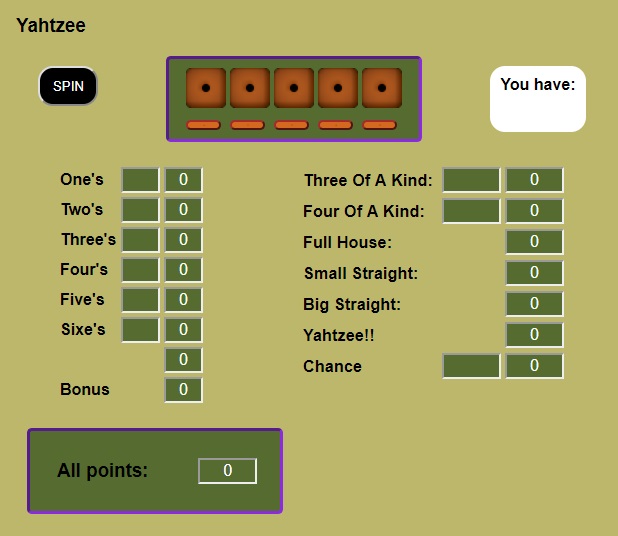 Yahtzee
SPIN
You have:
One's 0
Two's 0
Three's 0
Four's 0
Five's 0
Sixe's 0
0
Bonus 0
Three Of A Kind: 0
Four Of A Kind: 0
Full House: 0
Small Straight: 0
Big Straight: 0
Yahtzee!! 0
Chance 0
All points: 0